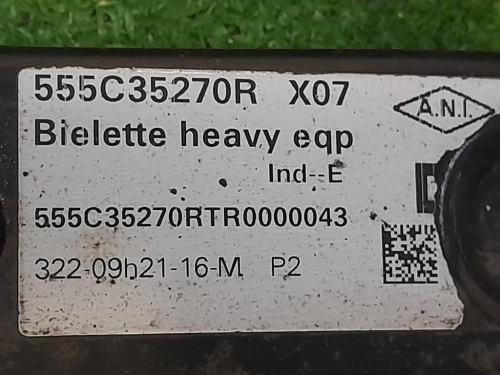 555C35270R X07
A.N.I.
Bielette heavy eqp
Ind--E
555C35270RTR0000043
322-09h21-16-M P2